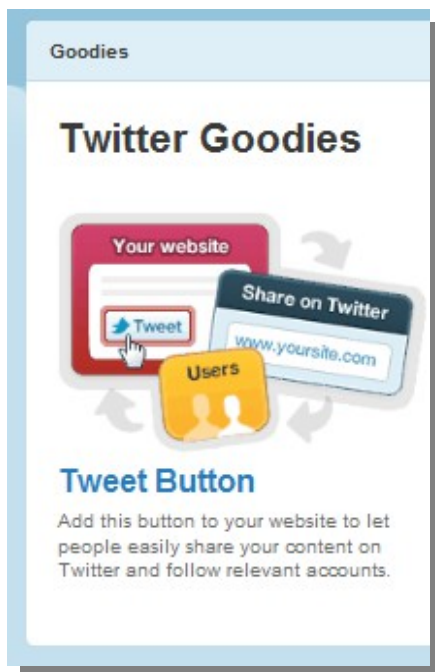 Goodies
Twitter Goodies
Your website
Tweet
Share on Twitter
www.yoursite.com
Users
Tweet Button
Add this button to your website to let
people easily share your content on
Twitter and follow relevant accounts.